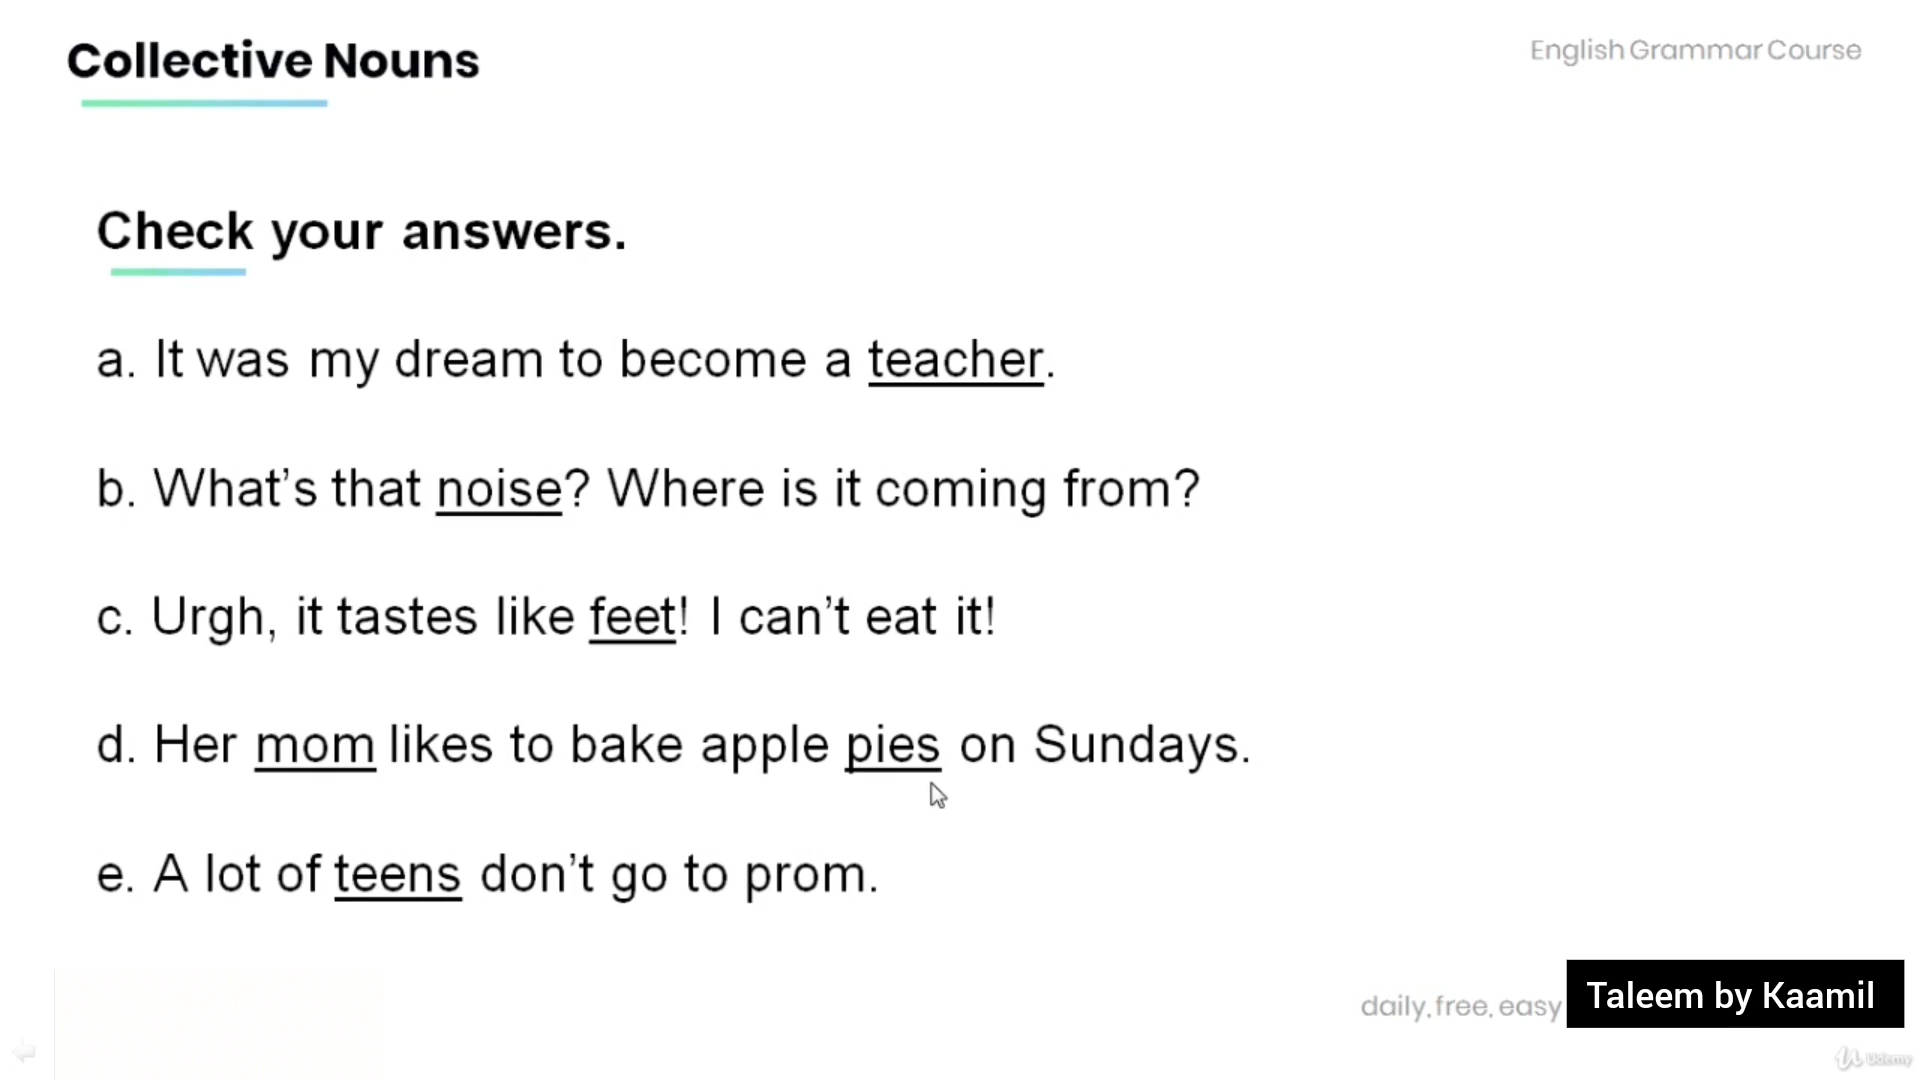 Collective Nouns
English Grammar Course
Check your answers.
a. It was my dream to become a teacher.
b. What's that noise? Where is it coming from?
c. Urgh, it tastes like feet! I can't eat it!
d. Her mom likes to bake apple pies on Sundays.
e. A lot of teens don't go to prom.
daily, free, easy
Taleem by Kaamil
Udemy